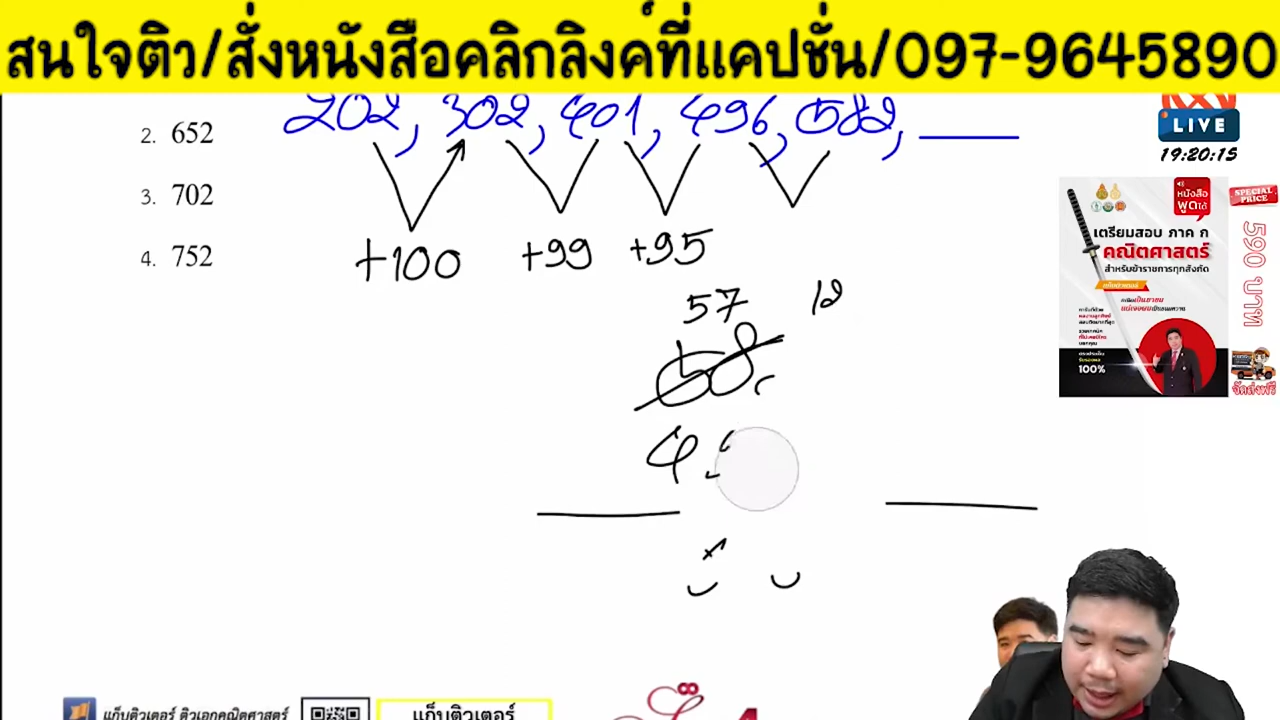 สนใจติว/สั่งหนังสือคลิกลิงค์ที่แคปชั่น/097-9645890
202, 302, 401, 496, 582,
2. 652
3. 702
4. 752
+100 +99 +95
57 12
58
4
LIVE
19:20:15
หนังสือ
พูดได้
SPECIAL
PRICE
เตรียมสอบ ภาค ก
คณิตศาสตร์
สำหรับข้าราชการทุกสังกัด
100%
590 บาท
จัดส่งฟรี
แก็บติวเตอร์ ติวเอกคณิตศาสตร์
แก็บติวเตอร์